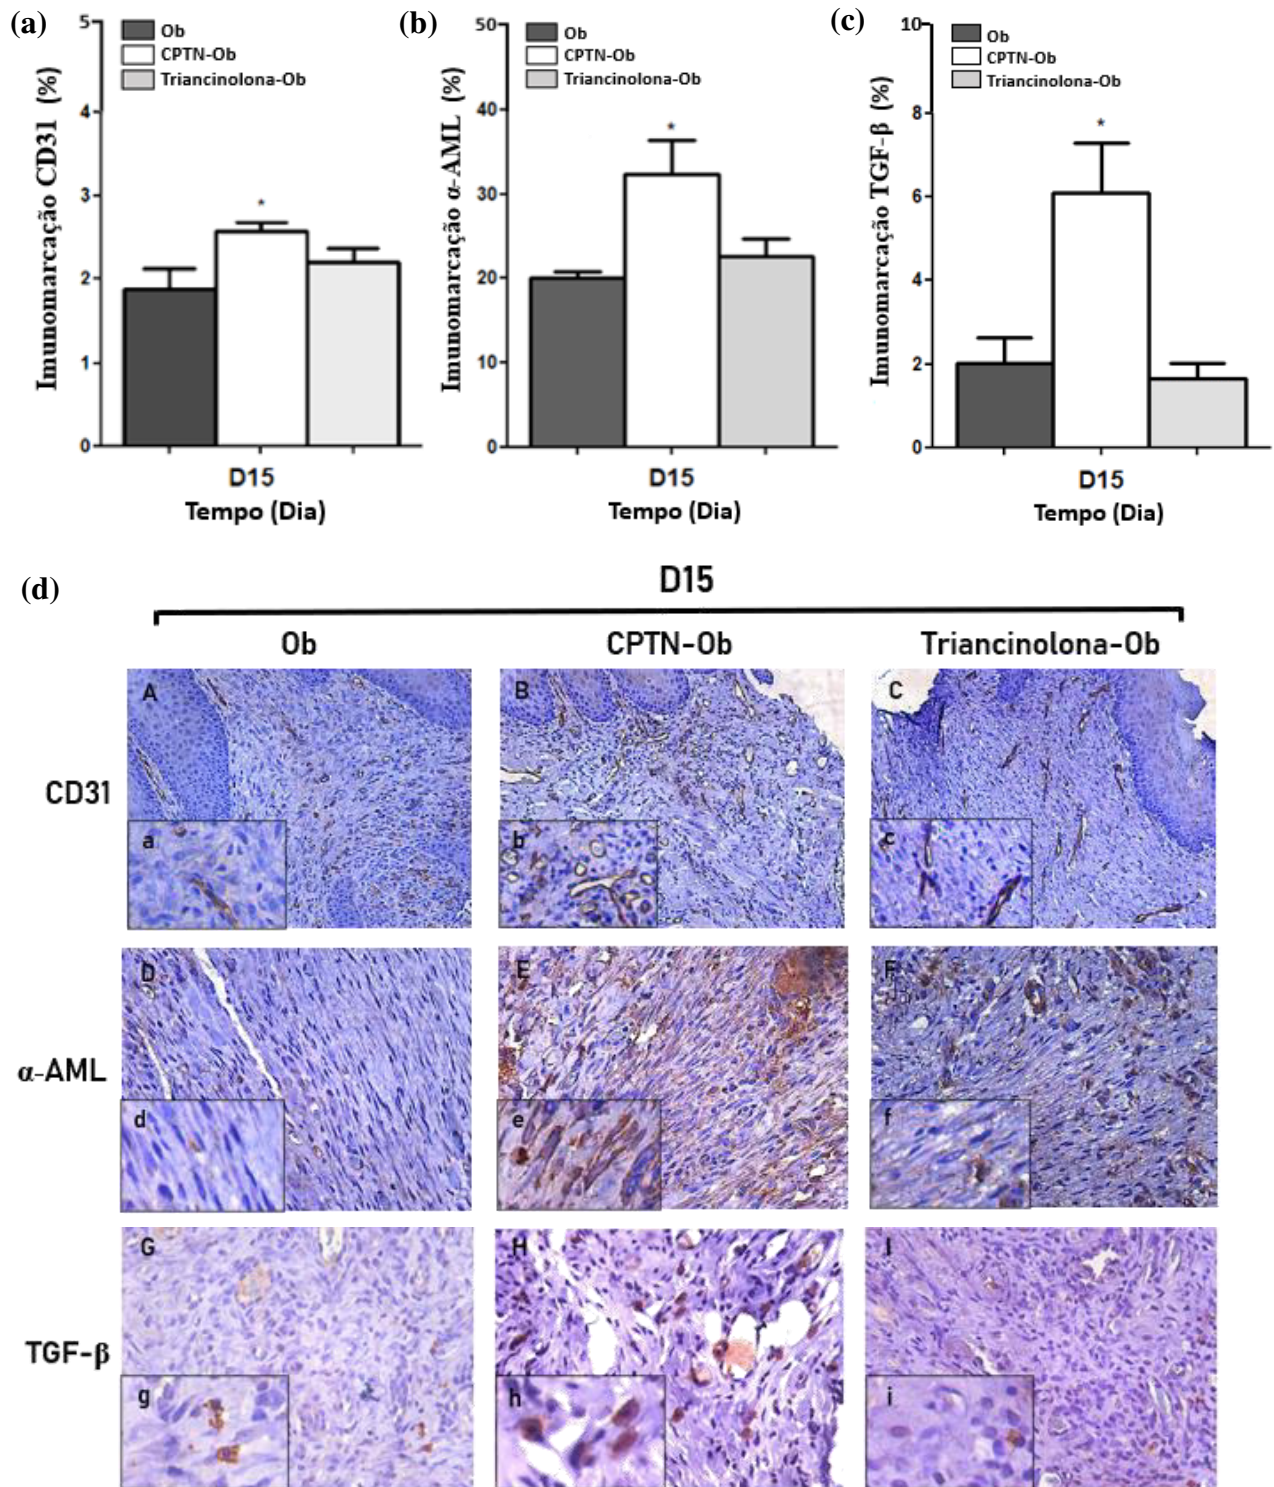 (a)
5
4
3
2
1
0
Imunomarcação CD31 (%)
Ob
CPTN-Ob
Triancinolona-Ob
*
D15
Tempo (Dia)
(b)
50
40
30
20
10
0
Imunomarcação α-AML (%)
Ob
CPTN-Ob
Triancinolona-Ob
*
D15
Tempo (Dia)
(c)
10
8
6
4
2
0
Imunomarcação TGF-β (%)
Ob
CPTN-Ob
Triancinolona-Ob
*
D15
Tempo (Dia)
(d)
D15
Ob CPTN-Ob Triancinolona-Ob
CD31
A B C
a b c
α-AML
D E F
d e f
TGF-β
G H I
g h i